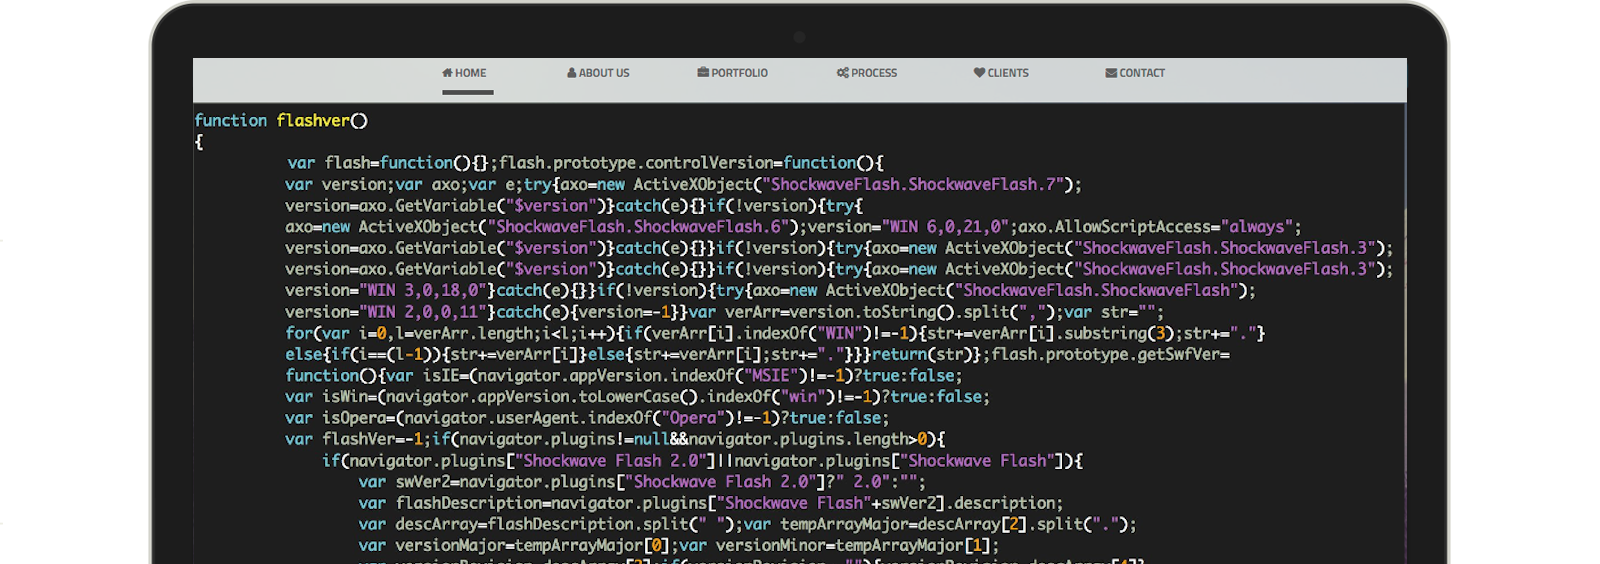 HOME ABOUT US PORTFOLIO PROCESS CLIENTS CONTACT
function flashver()
{
var flash=function(){};flash.prototype.controlVersion=function(){
var version;var axo;var e;try{axo=new ActiveXObject("ShockwaveFlash.ShockwaveFlash.7");
version=axo.GetVariable("$version")}catch(e){}if(!version){try{
axo=new ActiveXObject("ShockwaveFlash.ShockwaveFlash.6");version="WIN 6,0,21,0";axo.AllowScriptAccess="always";
version=axo.GetVariable("$version")}catch(e){}}if(!version){try{axo=new ActiveXObject("ShockwaveFlash.ShockwaveFlash.3");
version=axo.GetVariable("$version")}catch(e){}}if(!version){try{axo=new ActiveXObject("ShockwaveFlash.ShockwaveFlash.3");
version="WIN 3,0,18,0"}catch(e){}}if(!version){try{axo=new ActiveXObject("ShockwaveFlash.ShockwaveFlash");
version="WIN 2,0,0,11"}catch(e){version=-1}}var verArr=version.toString().split(",");var str="";
for(var i=0,l=verArr.length;i<l;i++){if(verArr[i].indexOf("WIN")!=-1){str+=verArr[i].substring(3);str+="."}
else{if(i==(l-1)){str+=verArr[i]}else{str+=verArr[i];str+="."}}}return(str)};flash.prototype.getSwfVer=
function(){var isIE=(navigator.appVersion.indexOf("MSIE")!=-1)?true:false;
var isWin=(navigator.appVersion.toLowerCase().indexOf("win")!=-1)?true:false;
var isOpera=(navigator.userAgent.indexOf("Opera")!=-1)?true:false;
var flashVer=-1;if(navigator.plugins!=null&&navigator.plugins.length>0){
if(navigator.plugins["Shockwave Flash 2.0"]||navigator.plugins["Shockwave Flash"]){
var swVer2=navigator.plugins["Shockwave Flash 2.0"]?" 2.0":"";
var flashDescription=navigator.plugins["Shockwave Flash"+swVer2].description;
var descArray=flashDescription.split(" ");var tempArrayMajor=descArray[2].split(".");
var versionMajor=tempArrayMajor[0];var versionMinor=tempArrayMajor[1];